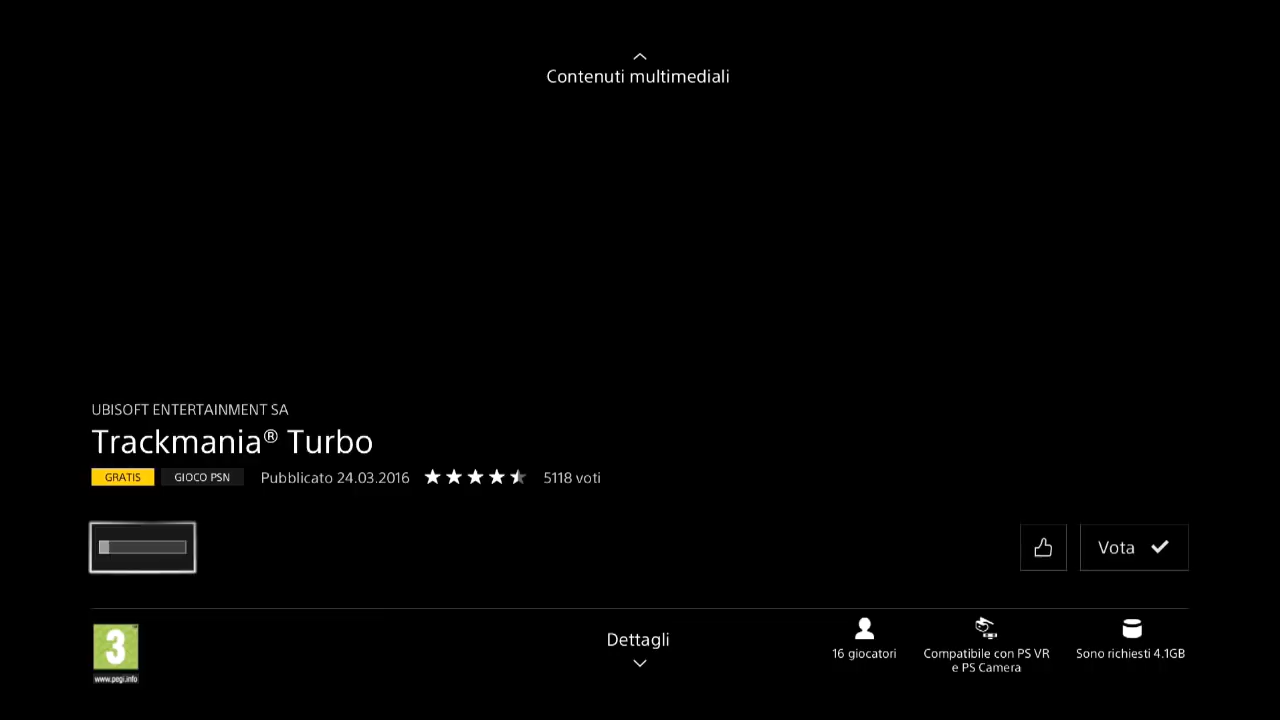 Contenuti multimediali
UBISOFT ENTERTAINMENT SA
Trackmania® Turbo
GRATIS GIOCO PSN Pubblicato 24.03.2016 5118 voti
Vota
3
www.pegi.info
Dettagli
16 giocatori
Compatibile con PS VR
e PS Camera
Sono richiesti 4.1GB